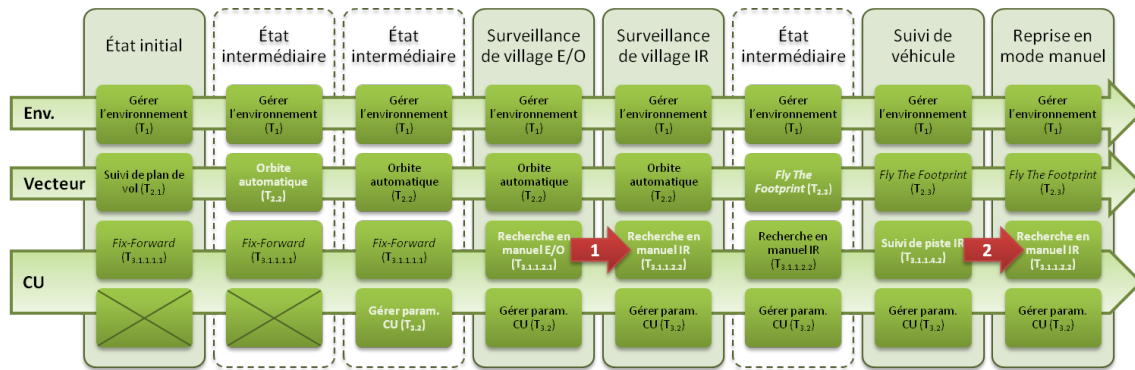 État initial
État
intermédiaire
État
intermédiaire
Surveillance
de village E/O
Surveillance
de village IR
État
intermédiaire
Suivi de
véhicule
Reprise en
mode manuel
Env.
Gérer
l'environnement
(T1)
Gérer
l'environnement
(T1)
Gérer
l'environnement
(T1)
Gérer
l'environnement
(T1)
Gérer
l'environnement
(T1)
Gérer
l'environnement
(T1)
Gérer
l'environnement
(T1)
Gérer
l'environnement
(T1)
Vecteur
Suivi de plan de
vol (T2.1)
Orbite
automatique
(T2.2)
Orbite
automatique
(T2.2)
Orbite
automatique
(T2.2)
Orbite
automatique
(T2.2)
Fly The
Footprint (T2.3)
Fly The Footprint
(T2.3)
Fly The Footprint
(T2.3)
CU
Fix-Forward
(T3.1.1.1.1)
Fix-Forward
(T3.1.1.1.1)
Fix-Forward
(T3.1.1.1.1)
Recherche en
manuel E/O
(T3.1.1.2.1)
1
Recherche en
manuel IR
(T3.1.1.2.2)
Recherche en
manuel IR
(T3.1.1.2.2)
Suivi de piste IR
(T3.1.1.4.2)
2
Recherche en
manuel IR
(T3.1.1.2.2)
Gérer param.
CU (T3.2)
Gérer param.
CU (T3.2)
Gérer param.
CU (T3.2)
Gérer param.
CU (T3.2)
Gérer param.
CU (T3.2)
Gérer param.
CU (T3.2)